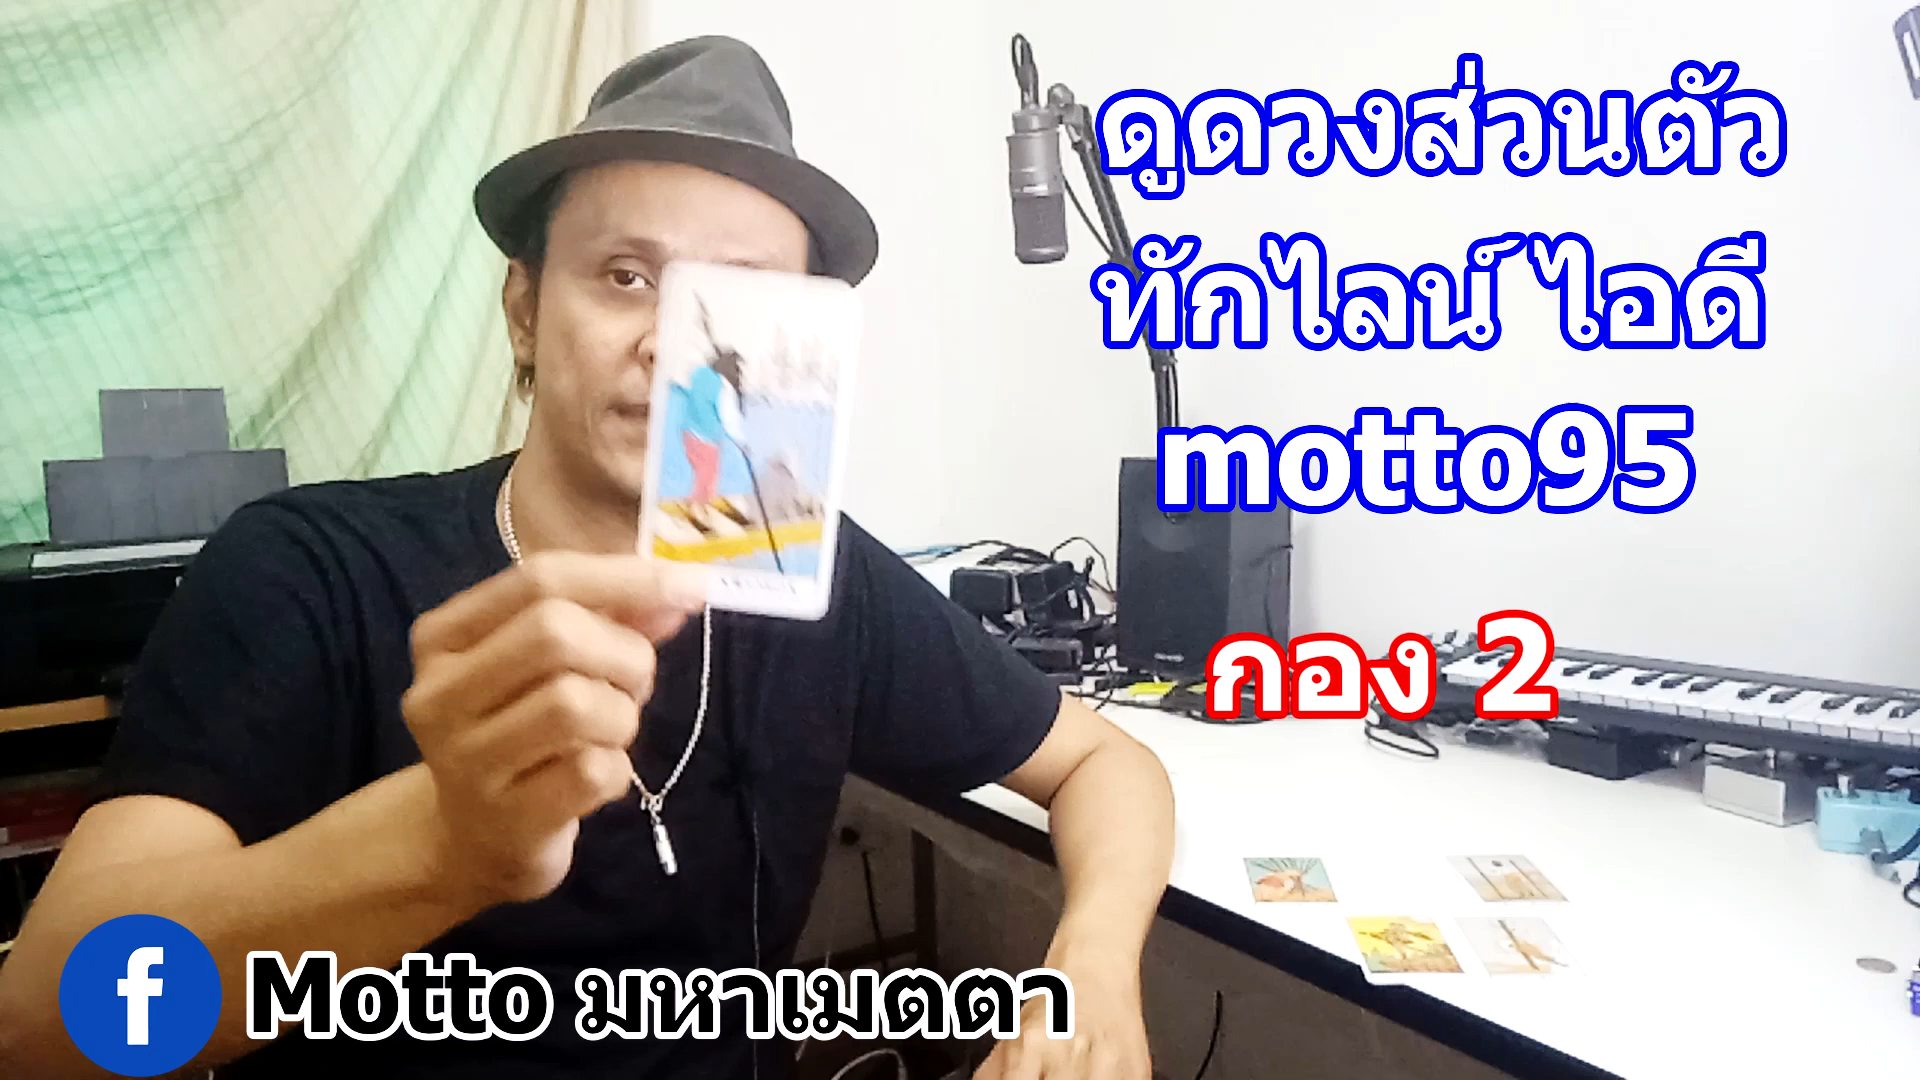 ดูดวงส่วนตัว
ทักไลน์ ไอดี
motto95
กอง 2
f Motto มหาเมตตา